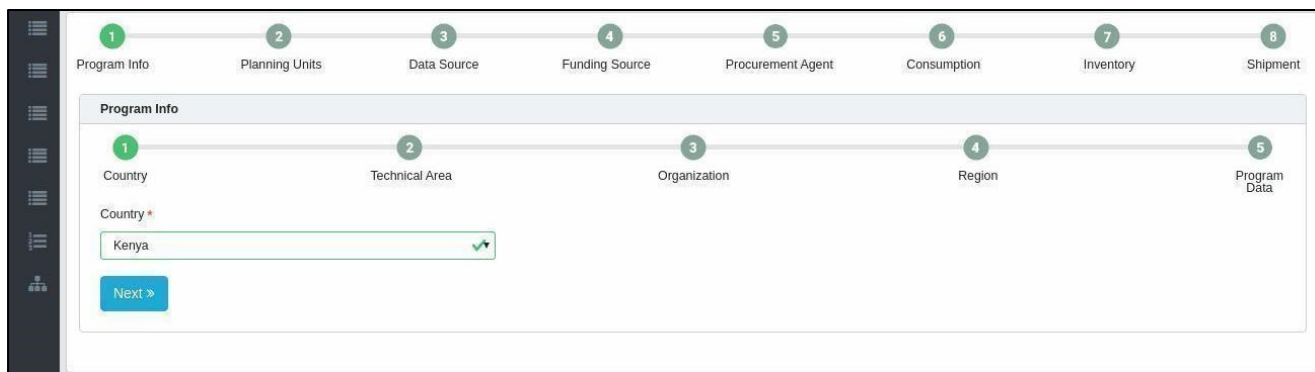 1 2 3 4 5 6 7 8
Program Info Planning Units Data Source Funding Source Procurement Agent Consumption Inventory Shipment
Program Info
1 2 3 4 5
Country Technical Area Organization Region Program
Data
Country *
Kenya
Next »